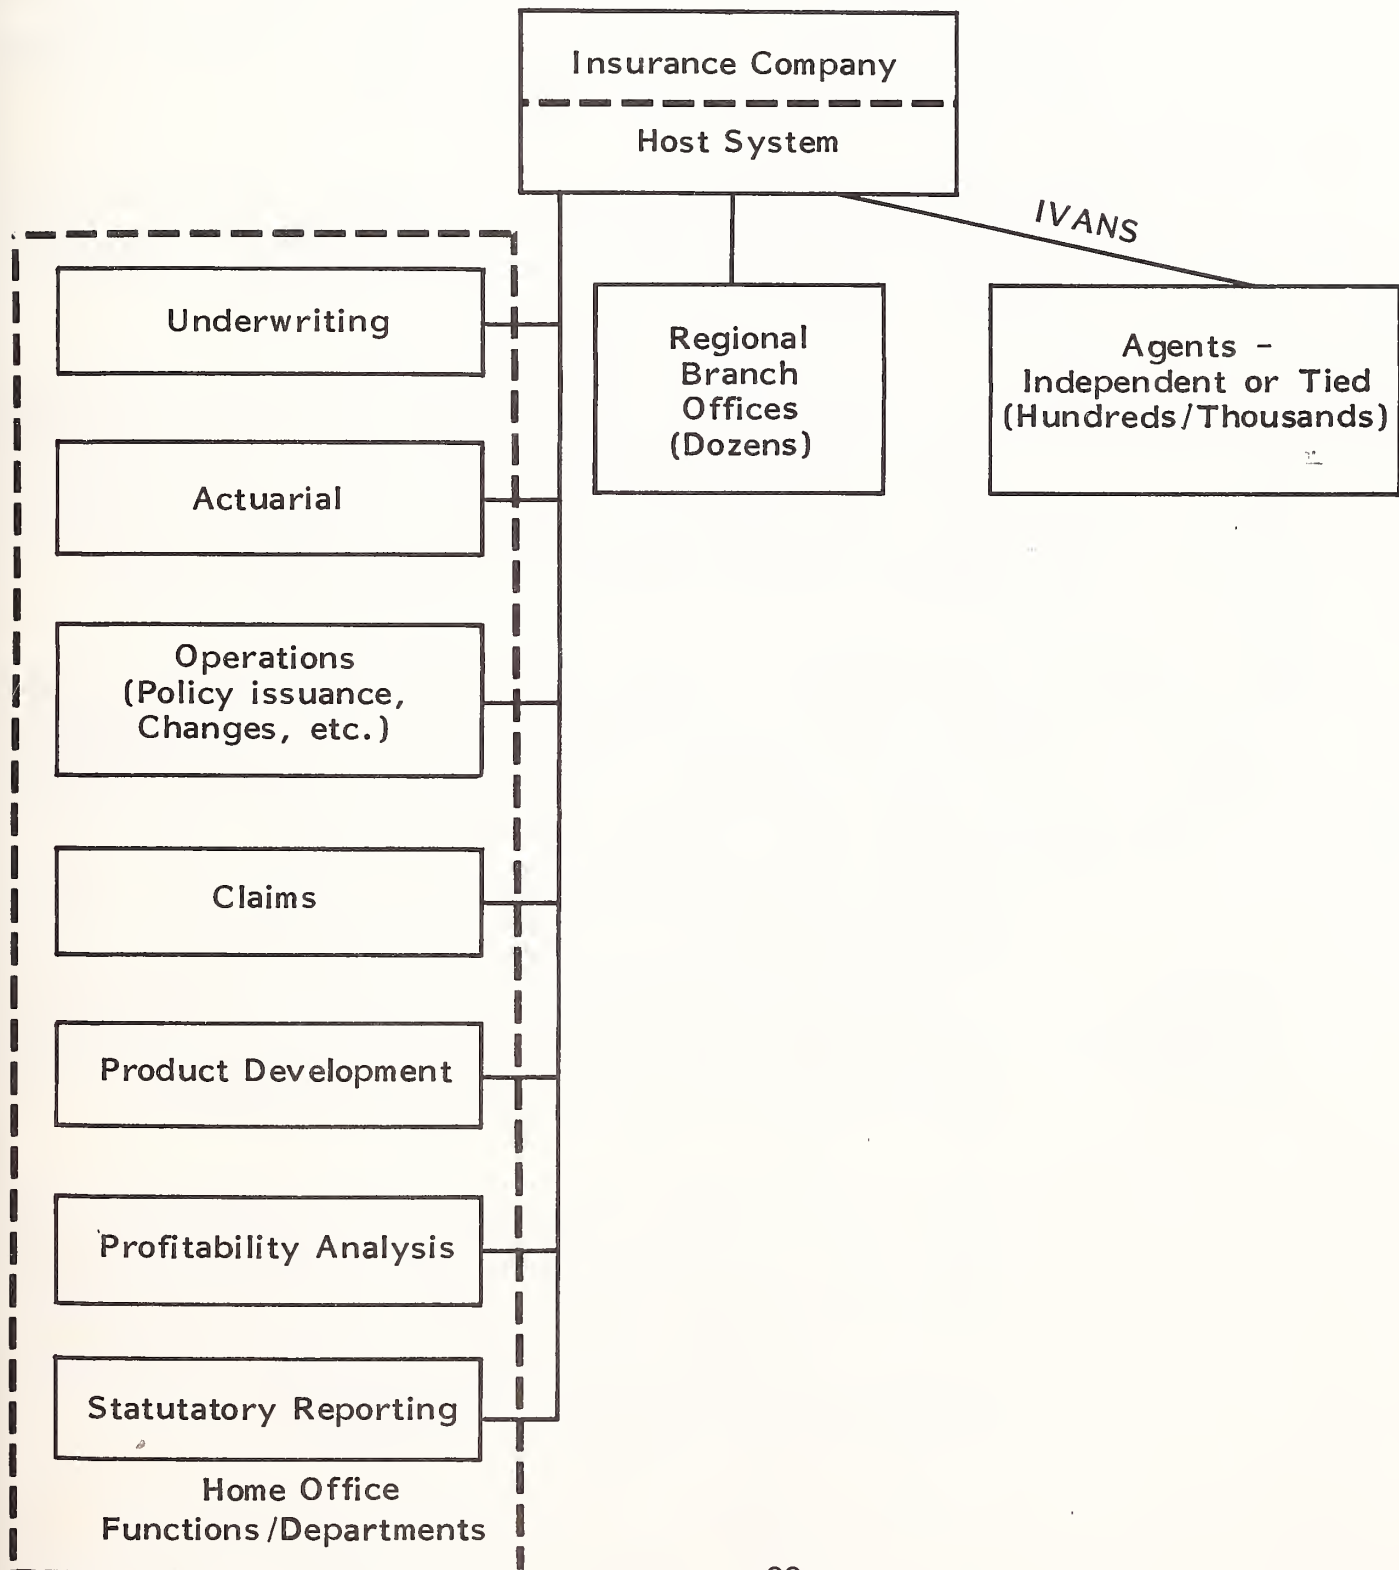 Insurance Company
Host System
IVANS
Regional
Branch
Offices
(Dozens)
Agents -
Independent or Tied
(Hundreds/Thousands)
Underwriting
Actuarial
Operations
(Policy issuance,
Changes, etc.)
Claims
Product Development
Profitability Analysis
Statutatory Reporting
Home Office
Functions/Departments